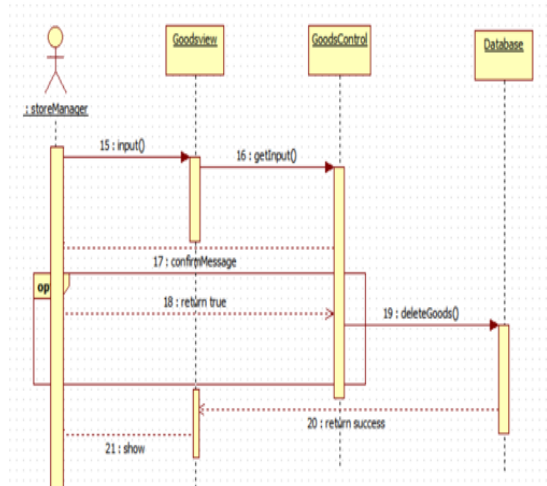 Goodsview
GoodsControl
Database
: storeManager
15 : input()
16 : getInput()
17 : confirmMessage
op
18 : return true
19 : deleteGoods()
20 : return success
21 : show